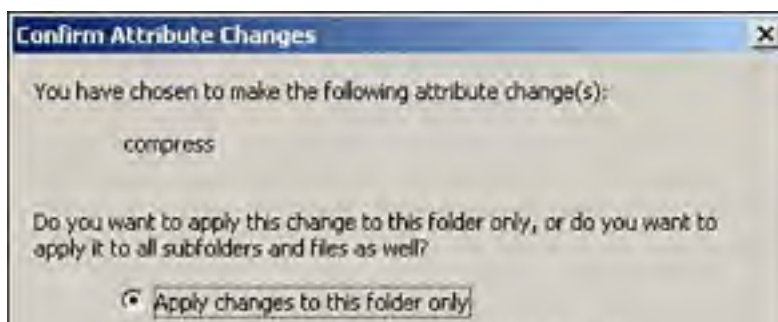 Confirm Attribute Changes
You have chosen to make the following attribute change(s):
compress
Do you want to apply this change to this folder only, or do you want to
apply it to all subfolders and files as well?
Apply changes to this folder only